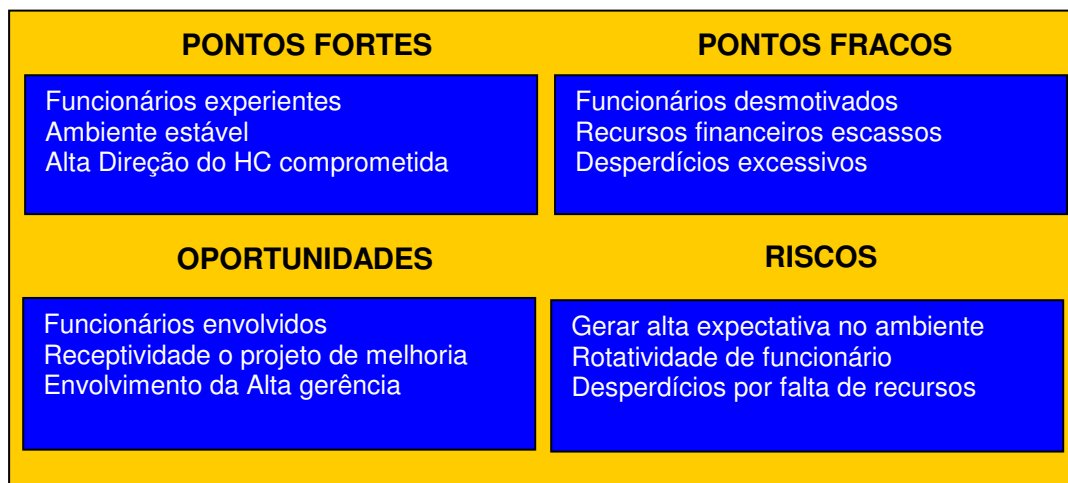 PONTOS FORTES
Funcionários experientes
Ambiente estável
Alta Direção do HC comprometida
PONTOS FRACOS
Funcionários desmotivados
Recursos financeiros escassos
Desperdícios excessivos
OPORTUNIDADES
Funcionários envolvidos
Receptividade o projeto de melhoria
Envolvimento da Alta gerência
RISCOS
Gerar alta expectativa no ambiente
Rotatividade de funcionário
Desperdícios por falta de recursos